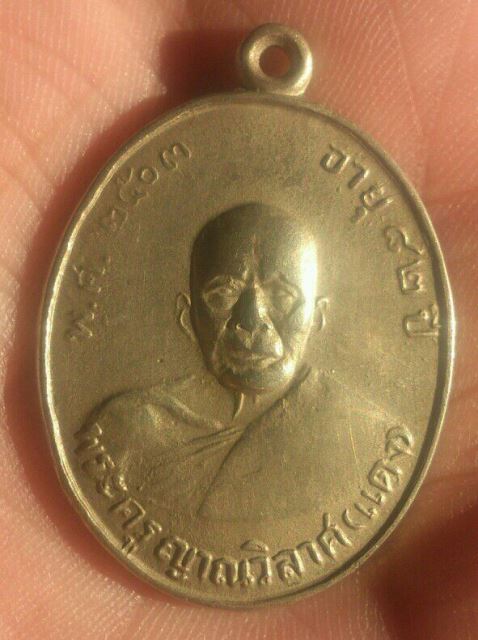 พ.ศ. ๒๕๐๓
อายุ ๘๒ ปี
พระครูญาณวิลาศ(แดง)